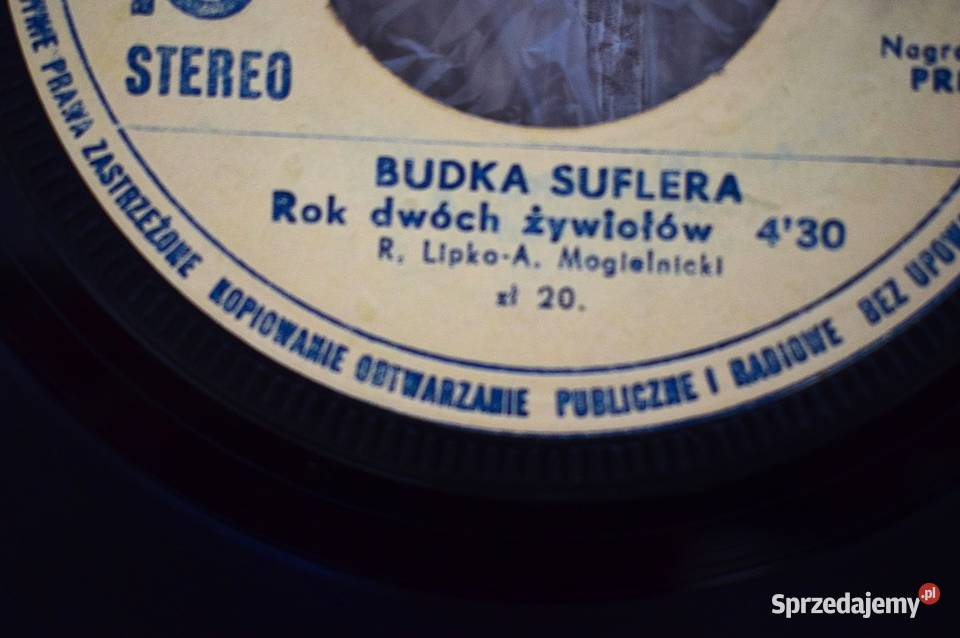 STEREO
Nagra
BUDKA SUFLERA
Rok dwóch żywiołów 4'30
R. Lipko-A. Mogielnicki
zł 20.
PRAWA ZASTRZEŻONE KOPIOWANIE ODTWARZANIE PUBLICZNE I RADIOWE BEZ
Sprzedajemy.pl